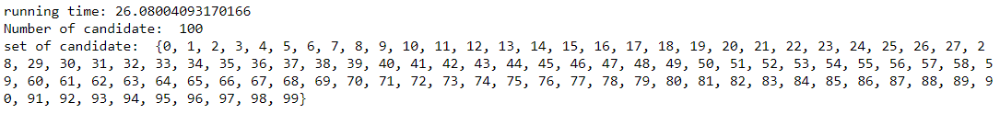 running time: 26.08004093170166
Number of candidate:  100
set of candidate:  {0, 1, 2, 3, 4, 5, 6, 7, 8, 9, 10, 11, 12, 13, 14, 15, 16, 17, 18, 19, 20, 21, 22, 23, 24, 25, 26, 27, 2
8, 29, 30, 31, 32, 33, 34, 35, 36, 37, 38, 39, 40, 41, 42, 43, 44, 45, 46, 47, 48, 49, 50, 51, 52, 53, 54, 55, 56, 57, 58, 5
9, 60, 61, 62, 63, 64, 65, 66, 67, 68, 69, 70, 71, 72, 73, 74, 75, 76, 77, 78, 79, 80, 81, 82, 83, 84, 85, 86, 87, 88, 89, 9
0, 91, 92, 93, 94, 95, 96, 97, 98, 99}